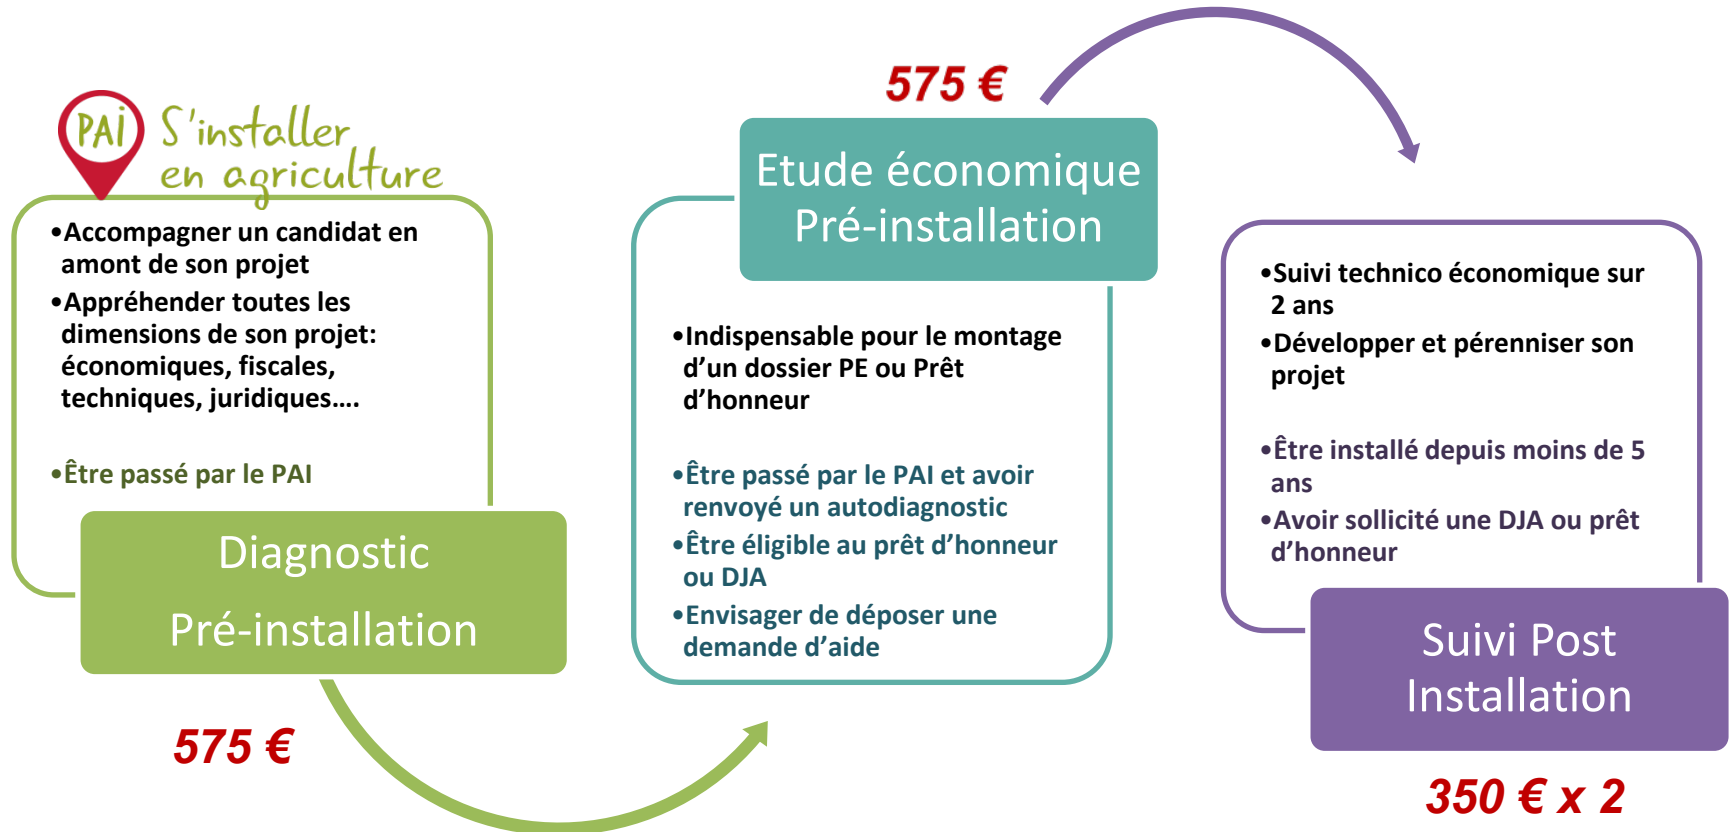 PAI
S'installer
en agriculture
•Accompagner un candidat en
amont de son projet
•Appréhender toutes les
dimensions de son projet:
économiques, fiscales,
techniques, juridiques....
•Être passé par le PAI
Diagnostic
Pré-installation
575 €
575 €
Etude économique
Pré-installation
•Indispensable pour le montage
d'un dossier PE ou Prêt
d'honneur
•Être passé par le PAI et avoir
renvoyé un autodiagnostic
•Être éligible au prêt d'honneur
ou DJA
•Envisager de déposer une
demande d'aide
•Suivi technico économique sur
2 ans
•Développer et pérenniser son
projet
•Être installé depuis moins de 5
ans
•Avoir sollicité une DJA ou prêt
d'honneur
Suivi Post
Installation
350 € x 2